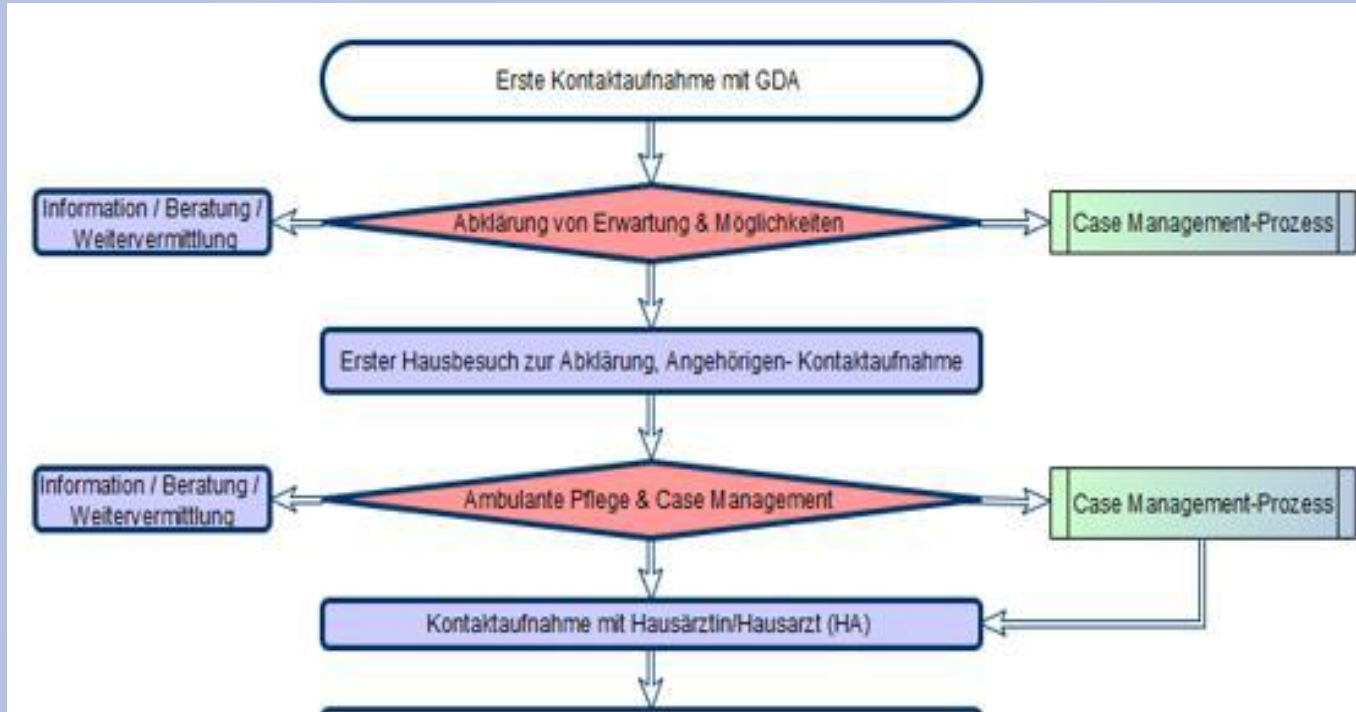 Erste Kontaktaufnahme mit GDA
Information / Beratung /
Weitervermittlung
Abklärung von Erwartung & Möglichkeiten
Case Management-Prozess
Erster Hausbesuch zur Abklärung, Angehörigen- Kontaktaufnahme
Information / Beratung /
Weitervermittlung
Ambulante Pflege & Case Management
Case Management-Prozess
Kontaktaufnahme mit Hausärztin/Hausarzt (HA)